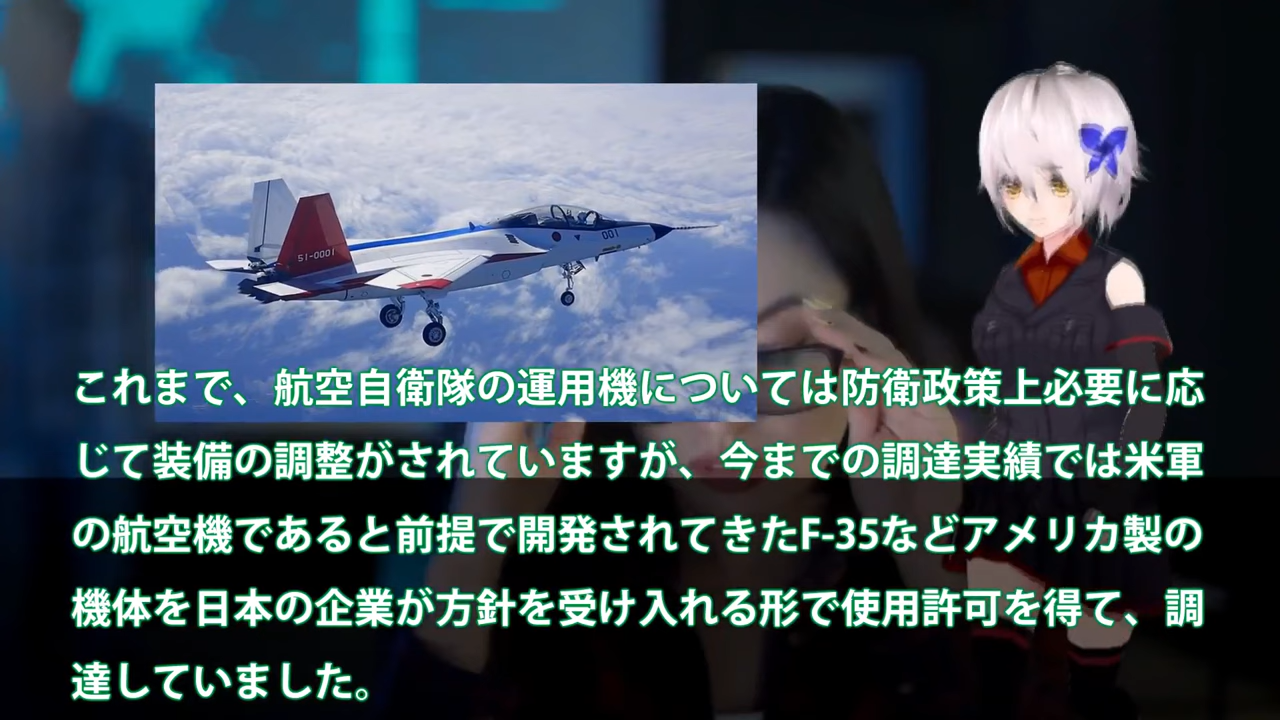 001
51-0001
これまで、航空自衛隊の運用機については防衛政策上必要に応
じて装備の調整がされていますが、今までの調達実績では米軍
の航空機であると前提で開発されてきたF-35などアメリカ製の
機体を日本の企業が方針を受け入れる形で使用許可を得て、調
達していました。